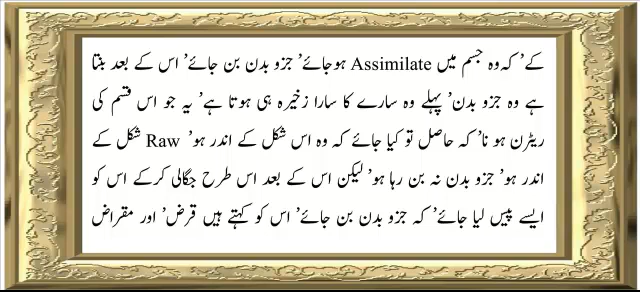 کے’ کہ وہ جسم میں Assimilate ہوجائے’ جزو بدن بن جائے’ اس کے بعد بنتا
ہے وہ جزو بدن’ پہلے وہ سارے کا سارا زخیرہ ہی ہوتا ہے’ یہ جو اس قسم کی
ریٹرن ہو نا’ کہ حاصل تو کیا جائے کہ وہ اس شکل کے اندر ہو’ Raw شکل کے
اندر ہو’ جزو بدن نہ بن رہا ہو’ لیکن اس کے بعد اس طرح جگالی کرکے اس کو
ایسے پیس لیا جائے’ کہ جزو بدن بن جائے’ اس کو کہتے ہیں قرض’ اور مقراض